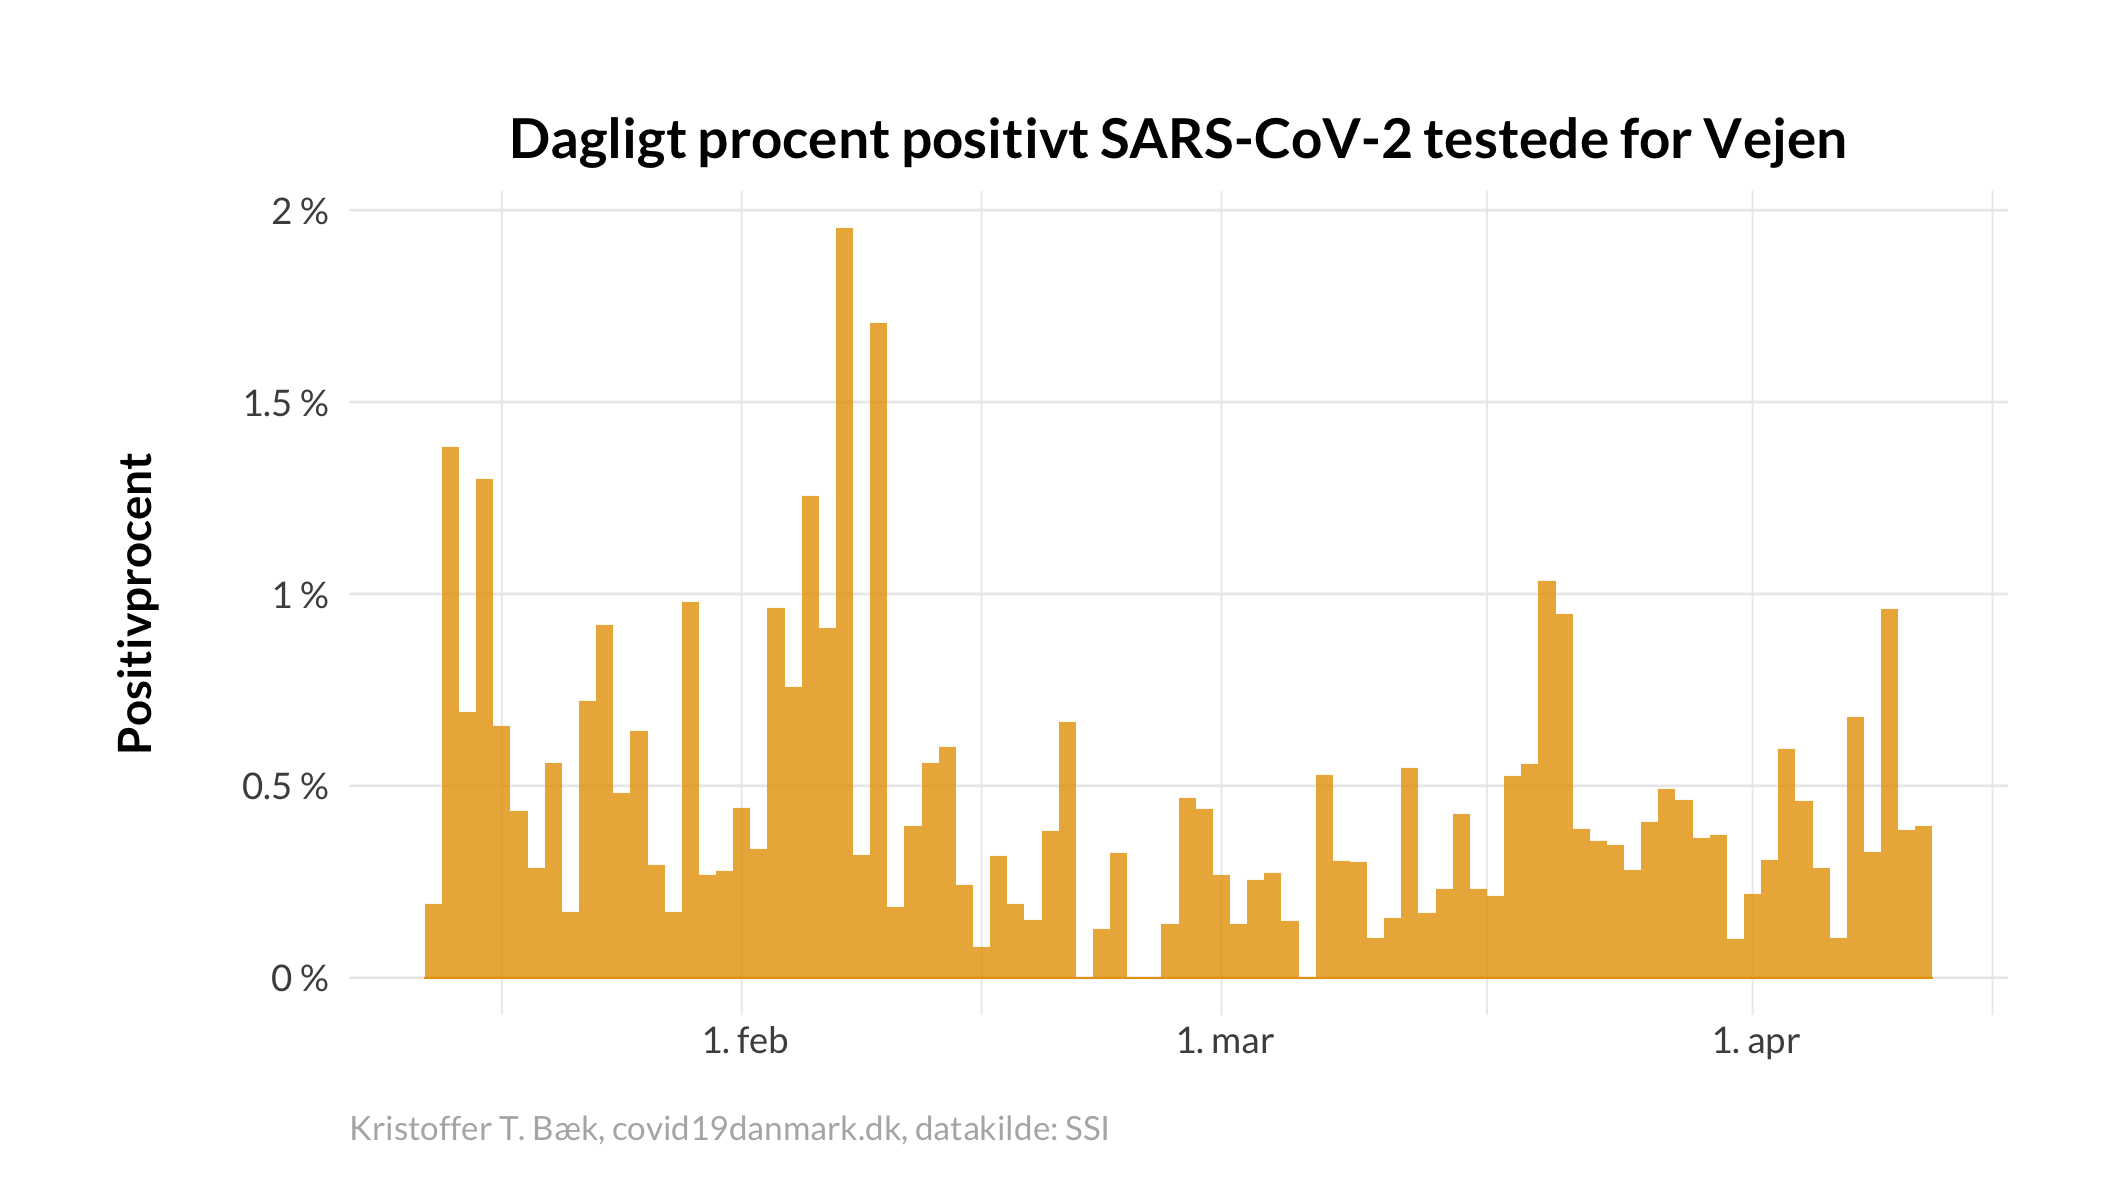 Dagligt procent positivt SARS-CoV-2 testede for Vejen
Positivprocent
2 %
1.5 %
1 %
0.5 %
0 %
1. feb
1. mar
1. apr
Kristoffer T. Bæk, covid19danmark.dk, datakilde: SSI